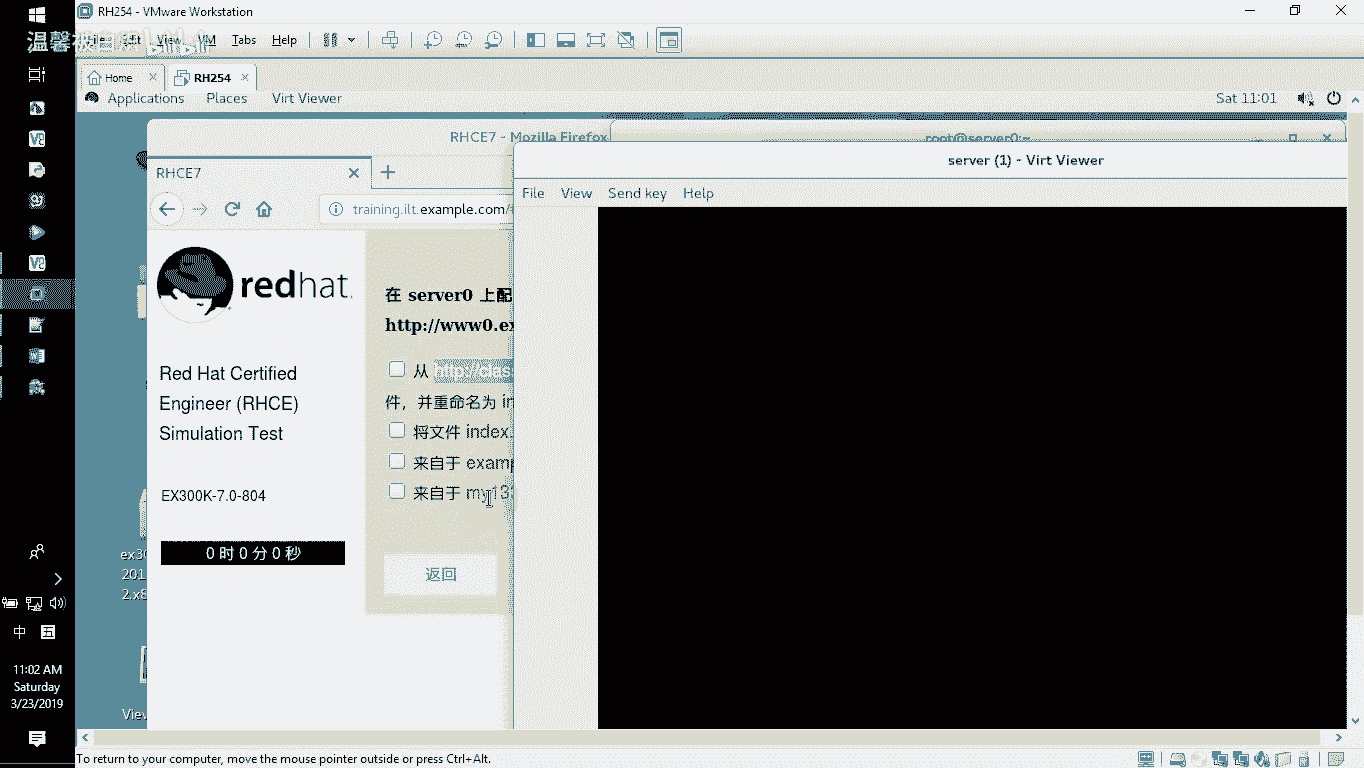 RH254 - VMware Workstation
Edit View VM Tabs Help
Home
RH254
Applications Places Virt Viewer
Sat 11:01
RHCE7 - Mozilla Firefox
root@server0:~
server (1) - Virt Viewer
RHCE7
File View Send key Help
training.ilt.example.com/
redhat.
在 server0 上配
http://www0.ex
从 http://clas
件，并重命名为 in
将文件 index.
来自于 examp
来自于 my133
Red Hat Certified
Engineer (RHCE)
Simulation Test
EX300K-7.0-804
0 时 0 分 0 秒
返回
ex30
201
2.x8
View
中 五
11:02 AM
Saturday
3/23/2019
To return to your computer, move the mouse pointer outside or press Ctrl+Alt.